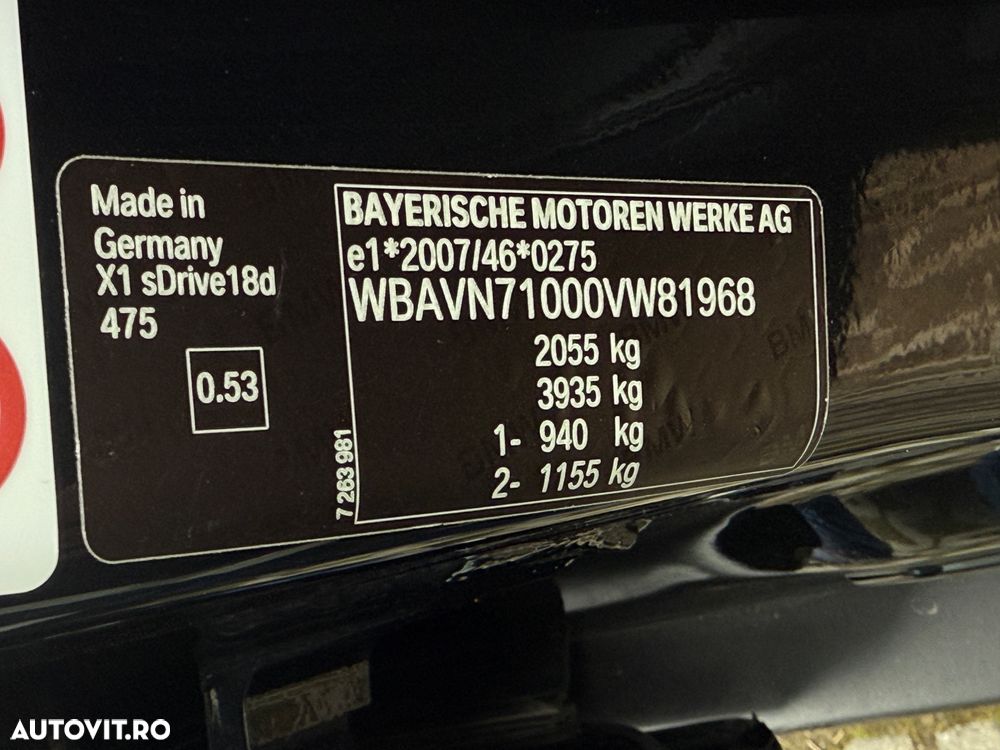 Made in
Germany
X1 sDrive18d
475
0.53
BAYERISCHE MOTOREN WERKE AG
e1*2007/46*0275
WBAVN71000VW81968
2055 kg
3935 kg
1- 940 kg
2- 1155 kg
7 263 981
AUTOVIT.RO